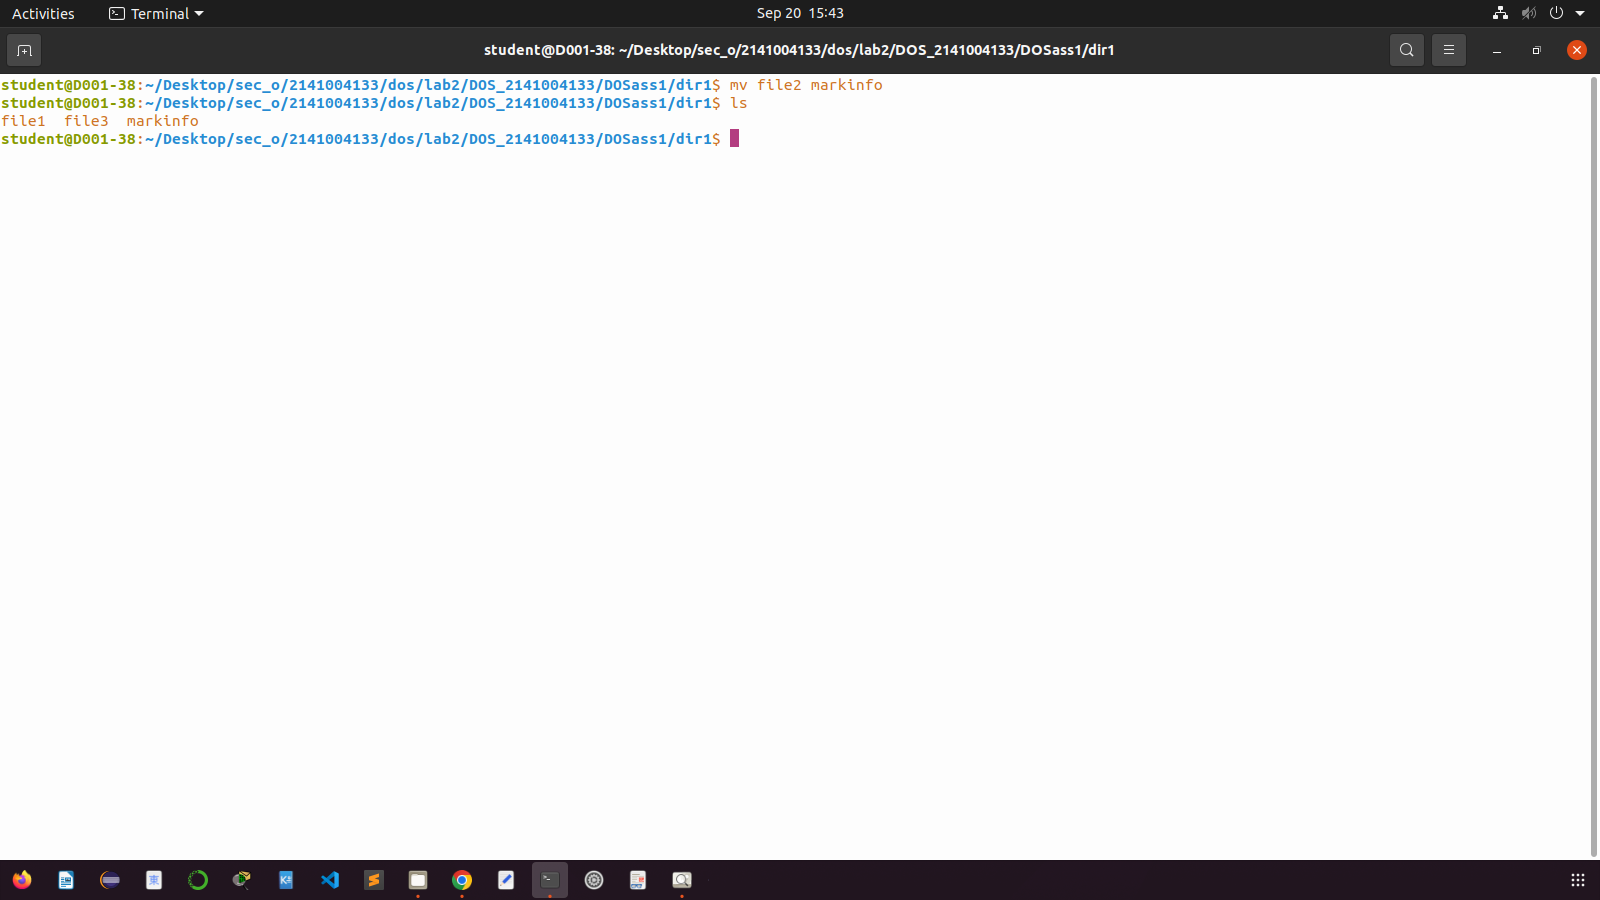 Activities Terminal Sep 20 15:43
student@D001-38: ~/Desktop/sec_o/2141004133/dos/lab2/DOS_2141004133/DOSass1/dir1
student@D001-38:~/Desktop/sec_o/2141004133/dos/lab2/DOS_2141004133/DOSass1/dir1$ mv file2 markinfo
student@D001-38:~/Desktop/sec_o/2141004133/dos/lab2/DOS_2141004133/DOSass1/dir1$ ls
file1  file3  markinfo
student@D001-38:~/Desktop/sec_o/2141004133/dos/lab2/DOS_2141004133/DOSass1/dir1$